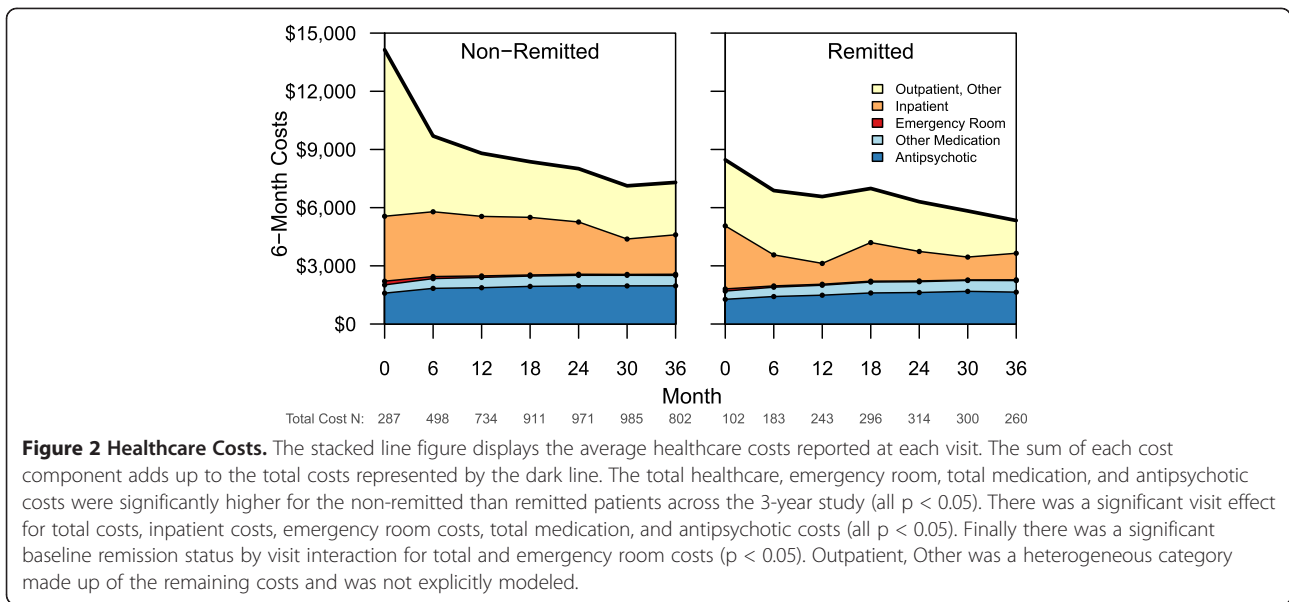 $15,000
$12,000
$9,000
$6,000
$3,000
$0
6−Month Costs
Non−Remitted
Remitted
Outpatient, Other
Inpatient
Emergency Room
Other Medication
Antipsychotic
0 6 12 18 24 30 36 0 6 12 18 24 30 36
Month
Total Cost N: 287 498 734 911 971 985 802 102 183 243 296 314 300 260
Figure 2 Healthcare Costs. The stacked line figure displays the average healthcare costs reported at each visit. The sum of each cost
component adds up to the total costs represented by the dark line. The total healthcare, emergency room, total medication, and antipsychotic
costs were significantly higher for the non-remitted than remitted patients across the 3-year study (all p < 0.05). There was a significant visit effect
for total costs, inpatient costs, emergency room costs, total medication, and antipsychotic costs (all p < 0.05). Finally there was a significant
baseline remission status by visit interaction for total and emergency room costs (p < 0.05). Outpatient, Other was a heterogeneous category
made up of the remaining costs and was not explicitly modeled.